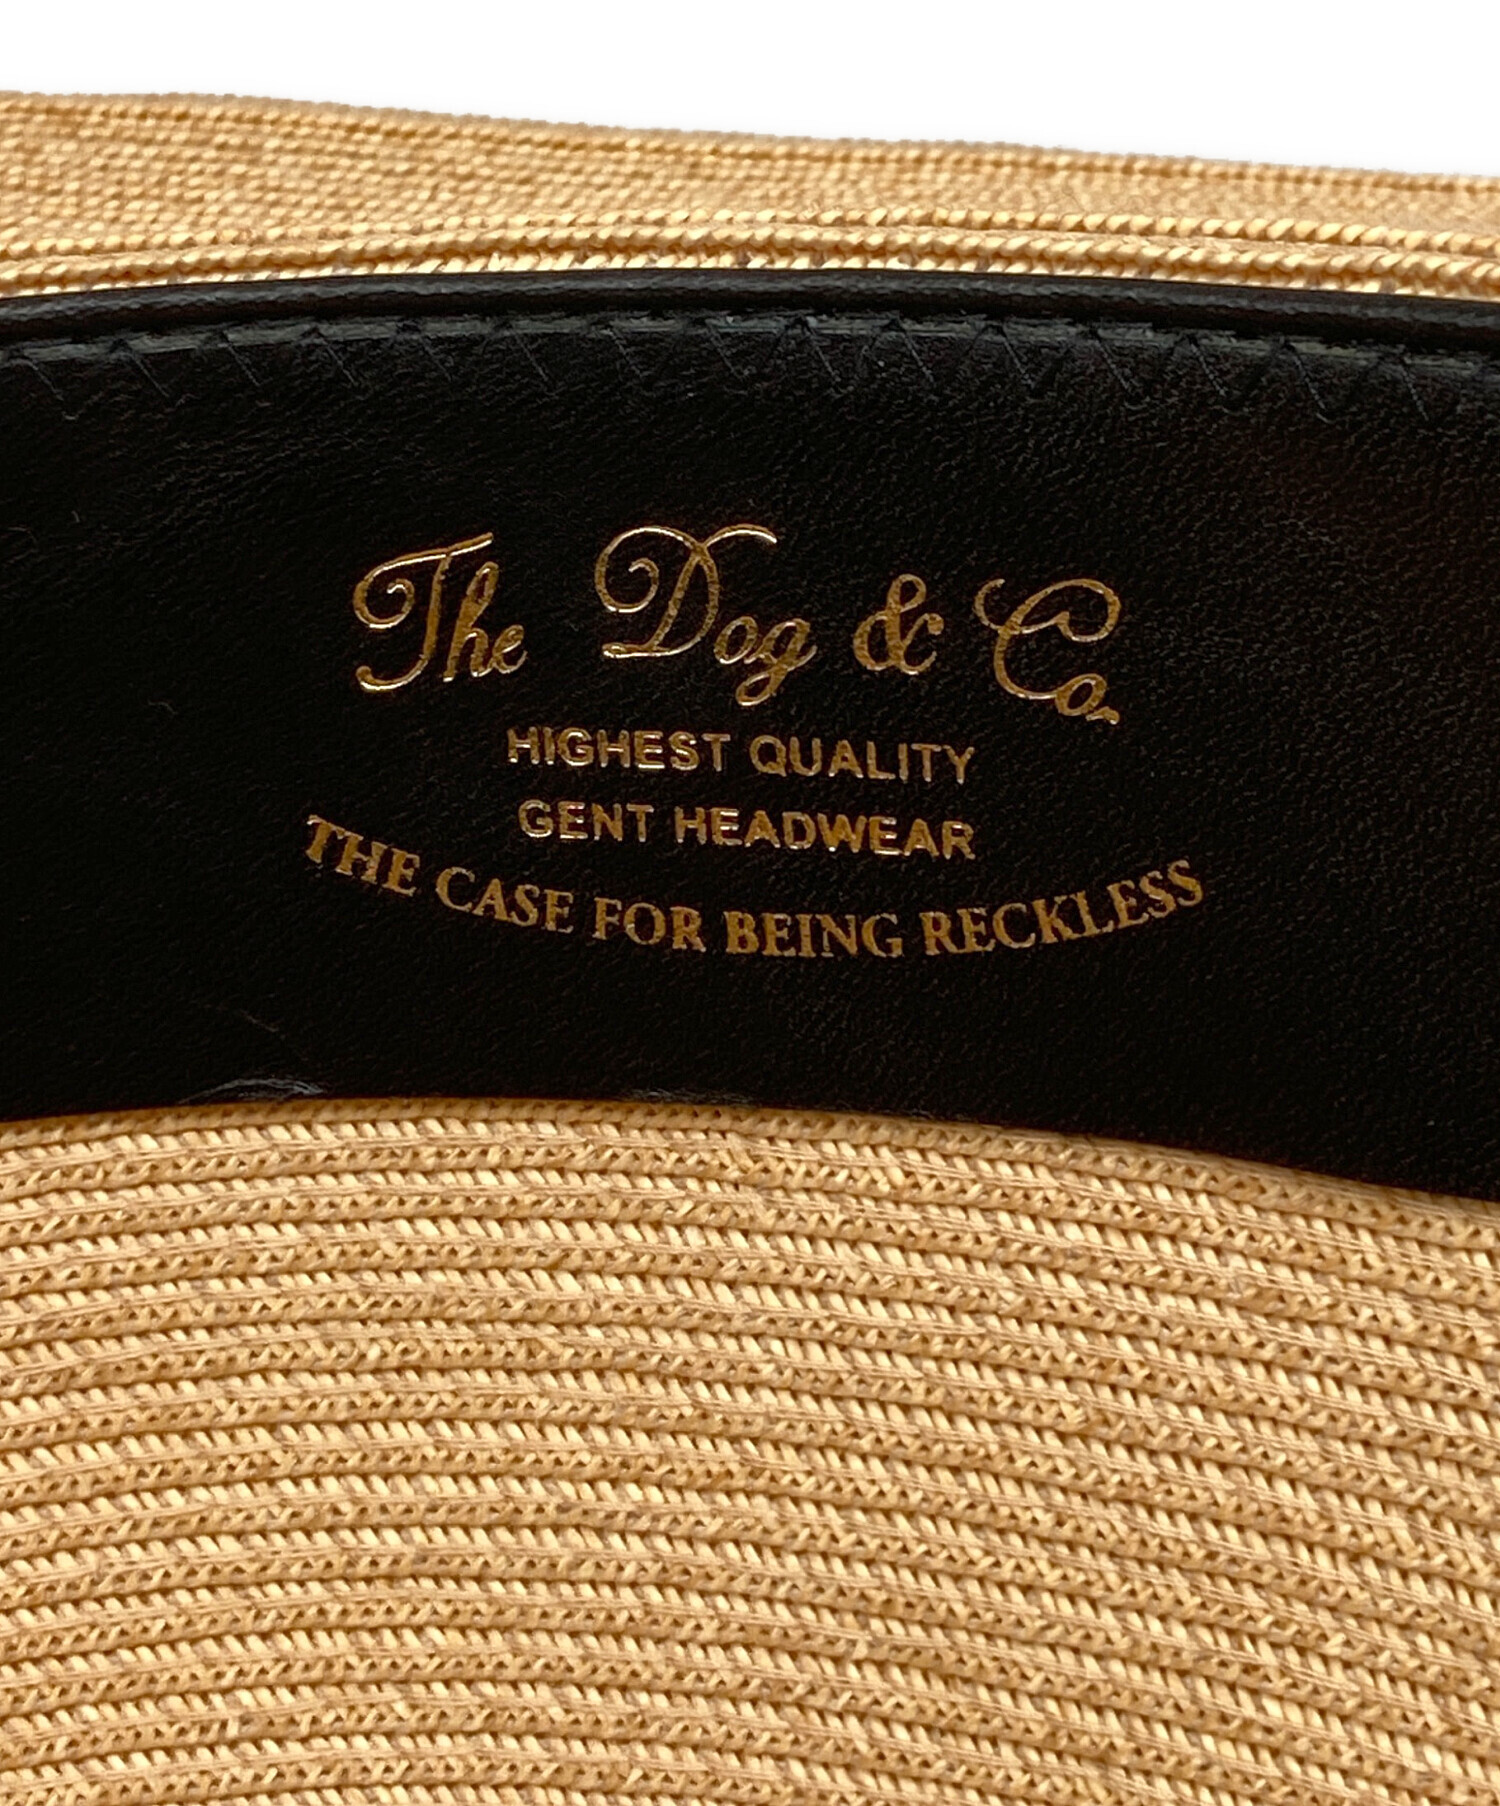 The Dog & Co.
HIGHEST QUALITY
GENT HEADWEAR
THE CASE FOR BEING RECKLESS